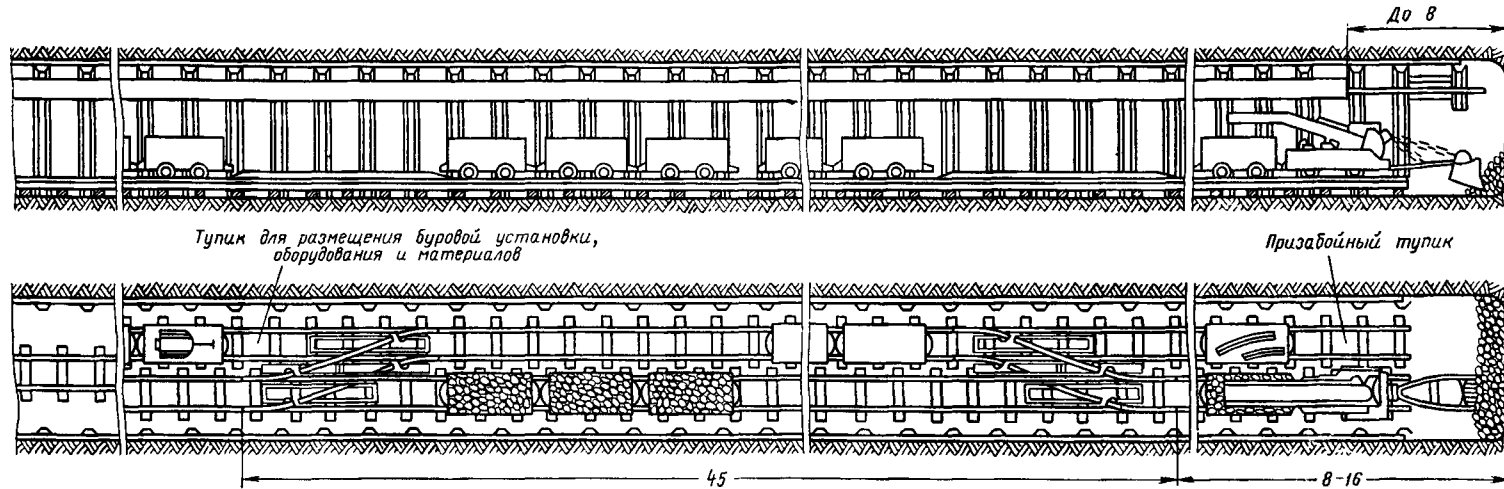 До 8
Тупик для размещения буровой установки,
оборудования и материалов
Призабойный тупик
45
8-16